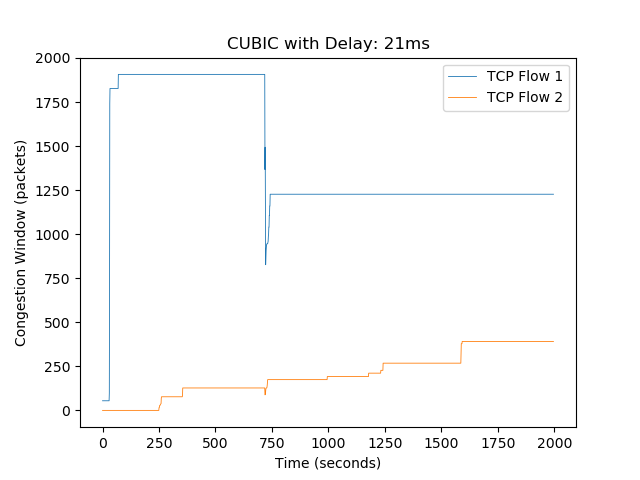 CUBIC with Delay: 21ms
TCP Flow 1
TCP Flow 2
Congestion Window (packets)
2000
1750
1500
1250
1000
750
500
250
0
0 250 500 750 1000 1250 1500 1750 2000
Time (seconds)